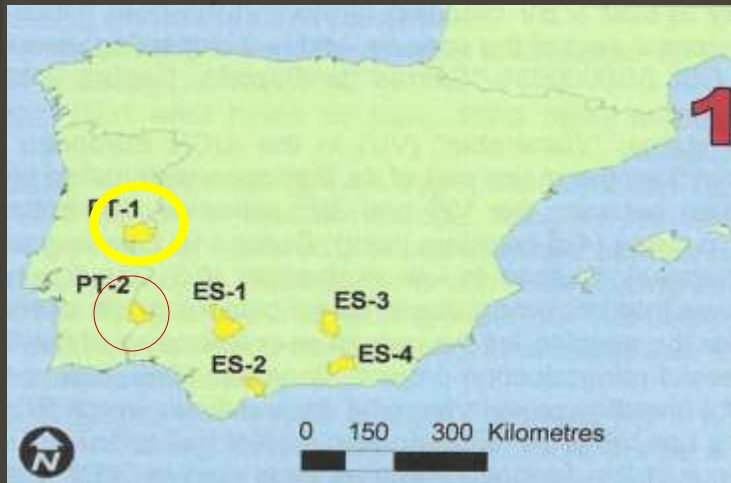 1
PT-1
PT-2
ES-1
ES-3
ES-2
ES-4
0 150 300 Kilometres
N